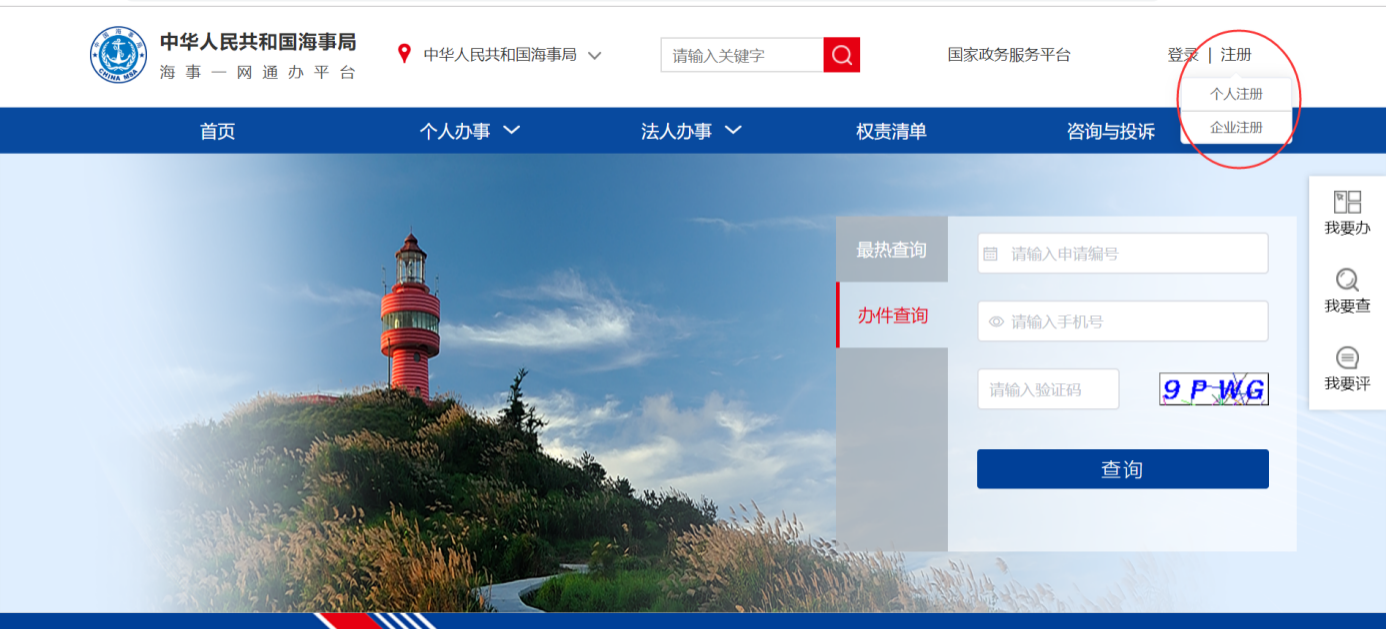 中华人民共和国海事局
海事一网通办平台
CHINA MSA
中华人民共和国海事局
请输入关键字
国家政务服务平台
登录 | 注册
个人注册
企业注册
首页
个人办事
法人办事
权责清单
咨询与投诉
最热查询
办件查询
请输入申请编号
请输入手机号
请输入验证码
9PWG
查询
我要办
我要查
我要评